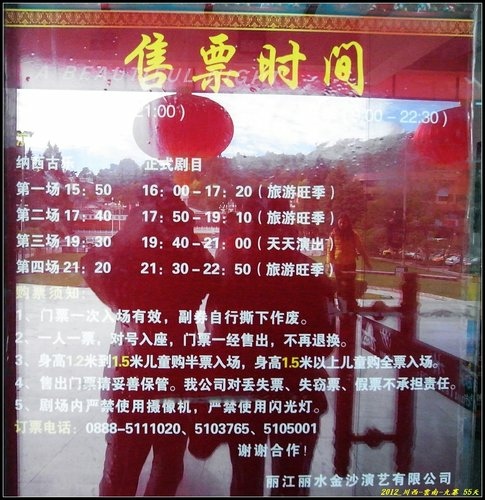 售票时间
A BEAUTIFUL
21:00）
00－22:30）
纳西古乐 正式剧目
第一场 15：50 16：00－17：20（旅游旺季）
第二场 17：40 17：50－19：10（旅游旺季）
第三场 19：30 19：40－21：00（天天演出）
第四场 21：20 21：30－22：50（旅游旺季）
购票须知：
1、门票一次入场有效，副券自行撕下作废。
2、一人一票，对号入座，门票一经售出，不再退换。
3、身高1.2米到1.5米儿童购半票入场，身高1.5米以上儿童购全票入场。
4、售出门票请妥善保管。我公司对丢失票、失窃票、假票不承担责任。
5、剧场内严禁使用摄像机，严禁使用闪光灯。
订票电话：0888-5111020、5103765、5105001
谢谢合作！
丽江丽水金沙演艺有限公司
2012_川西-云南-九寨 55天